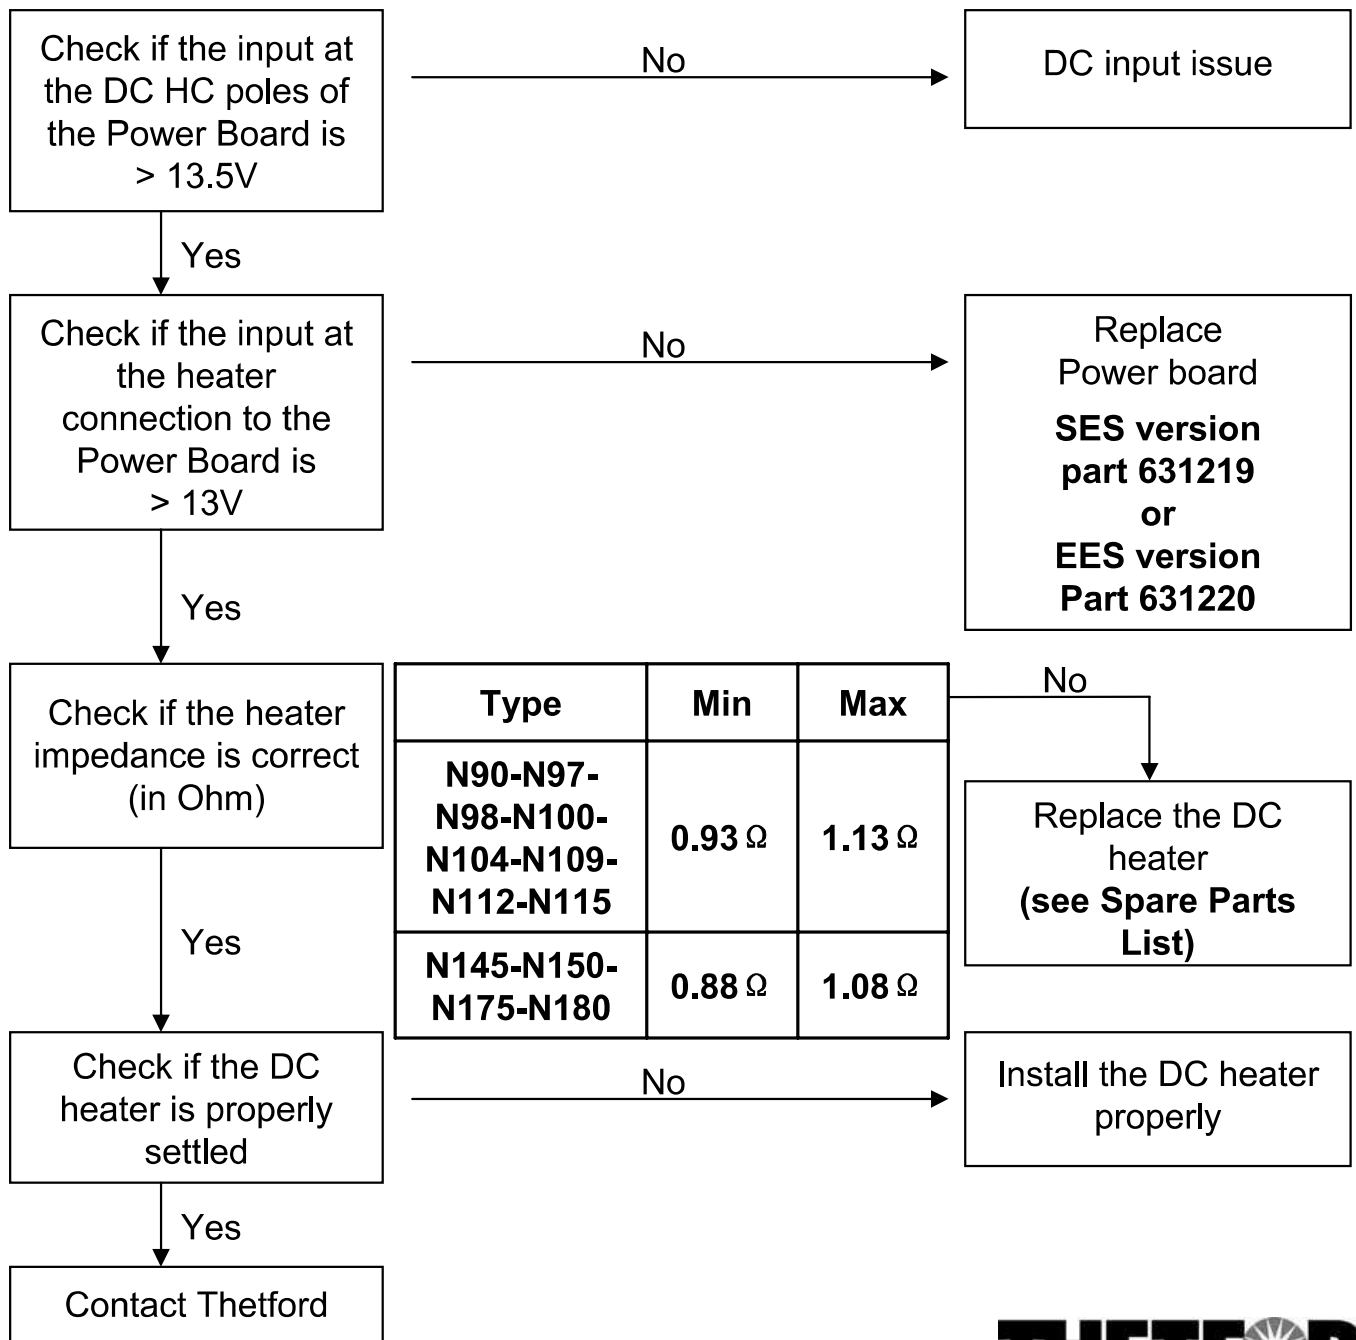 Check if the input at
the DC HC poles of
the Power Board is
> 13.5V
No
DC input issue
Yes
Check if the input at
the heater
connection to the
Power Board is
> 13V
No
Replace
Power board
SES version
part 631219
or
EES version
Part 631220
Yes
Check if the heater
impedance is correct
(in Ohm)
Type Min Max
N90-N97-
N98-N100-
N104-N109-
N112-N115
0.93 Ω 1.13 Ω
N145-N150-
N175-N180
0.88 Ω 1.08 Ω
No
Replace the DC
heater
(see Spare Parts
List)
Yes
Check if the DC
heater is properly
settled
No
Install the DC heater
properly
Yes
Contact Thetford